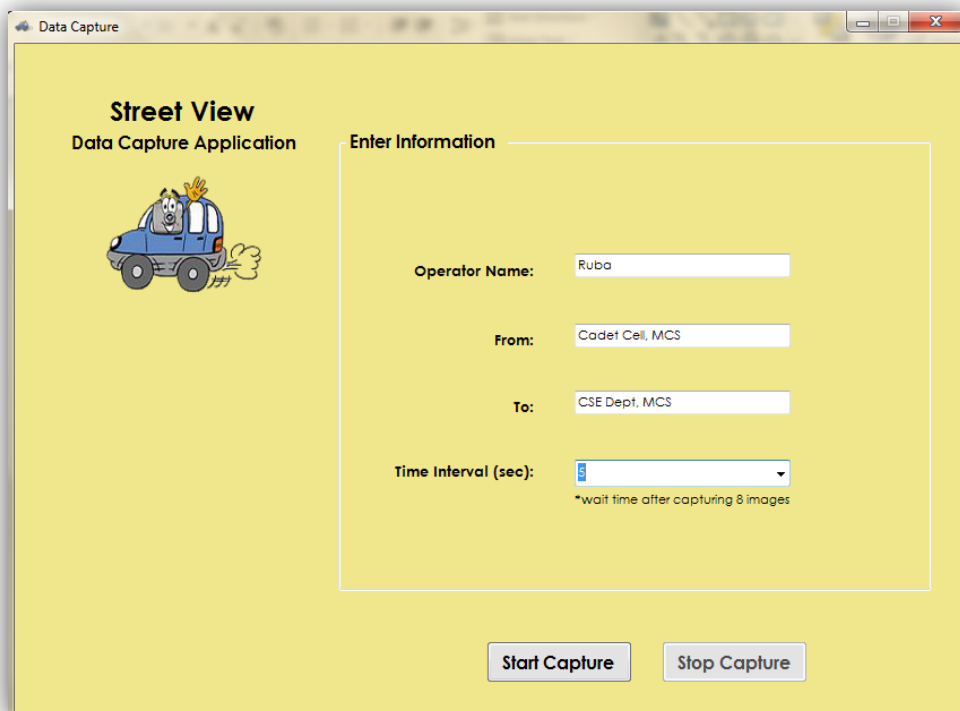 Data Capture
Street View
Data Capture Application
Enter Information
Operator Name: Ruba
From: Cadet Cell, MCS
To: CSE Dept, MCS
Time Interval (sec): 5
*wait time after capturing 8 images
Start Capture
Stop Capture